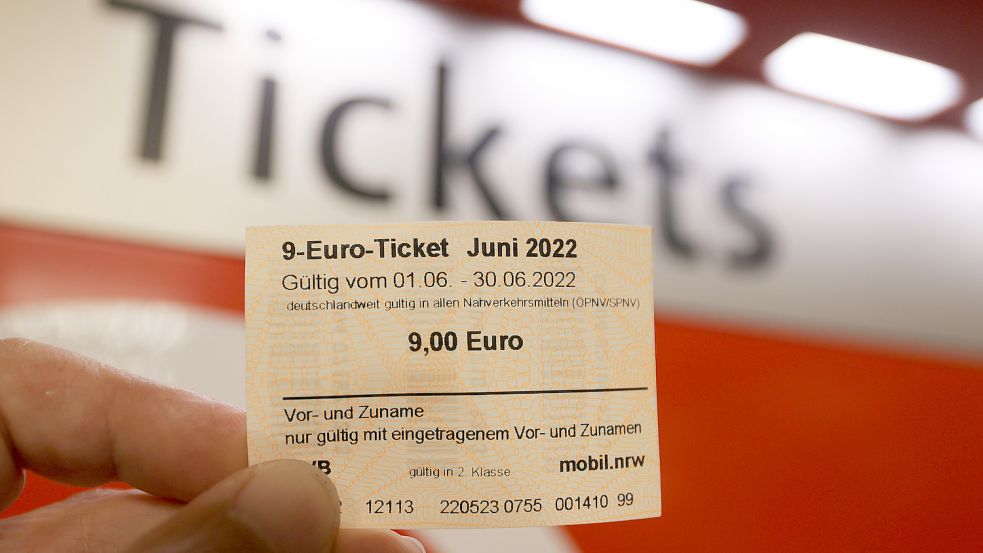 Tickets
9-Euro-Ticket Juni 2022
Gültig vom 01.06. - 30.06.2022
deutschlandweit gültig in allen Nahverkehrsmitteln (ÖPNV/SPNV)
9,00 Euro
Vor- und Zuname
nur gültig mit eingetragenem Vor- und Zunamen
gültig in 2. Klasse mobil.nrw
12113 220523 0755 001410 99